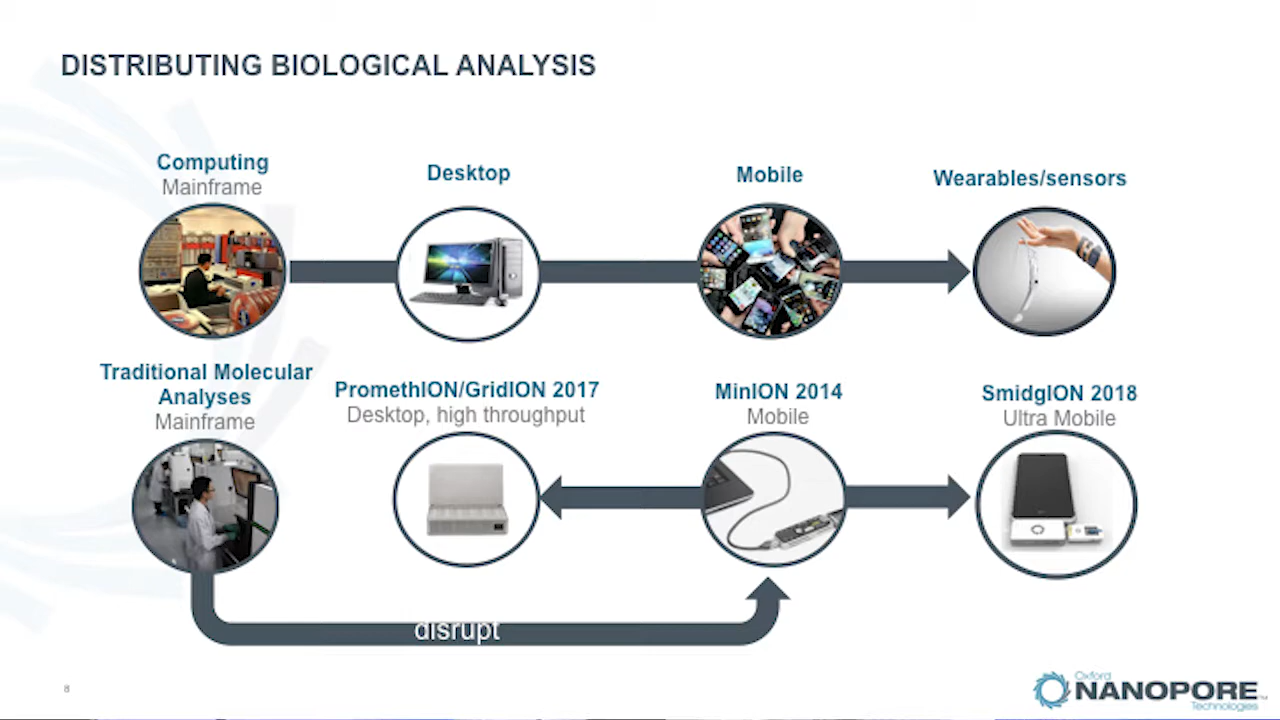 DISTRIBUTING BIOLOGICAL ANALYSIS
Computing
Mainframe
Desktop
Mobile
Wearables/sensors
Traditional Molecular
Analyses
Mainframe
PromethION/GridION 2017
Desktop, high throughput
MinION 2014
Mobile
SmidgION 2018
Ultra Mobile
disrupt
8
Oxford
NANOPORE
Technologies